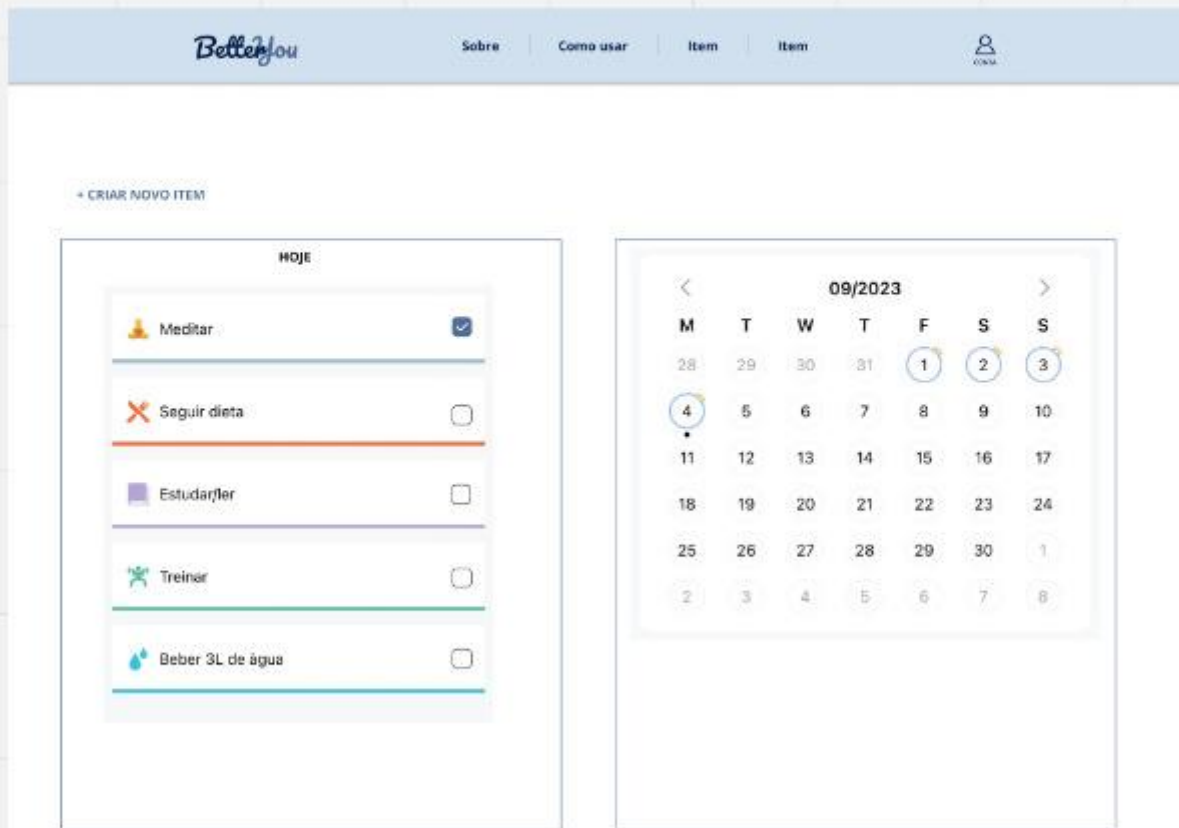 BetterYou
Sobre
Como usar
Item
Item
CONTA
+ CRIAR NOVO ITEM
HOJE
Meditar
Seguir dieta
Estudar/ler
Treinar
Beber 3L de água
09/2023
M T W T F S S
28 29 30 31 1 2 3
4 5 6 7 8 9 10
11 12 13 14 15 16 17
18 19 20 21 22 23 24
25 26 27 28 29 30 1
2 3 4 5 6 7 8